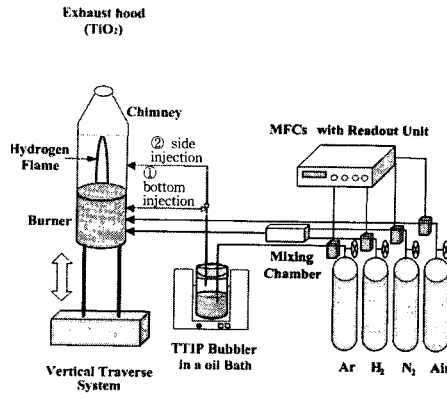 Exhaust hood
(TiO₂)
Chimney
② side
injection
MFCs with Readout Unit
Hydrogen
Flame
①
bottom
injection
Burner
Mixing
Chamber
TTIP Bubbler
in a oil Bath
Vertical Traverse
System
Ar H₂ N₂ Air